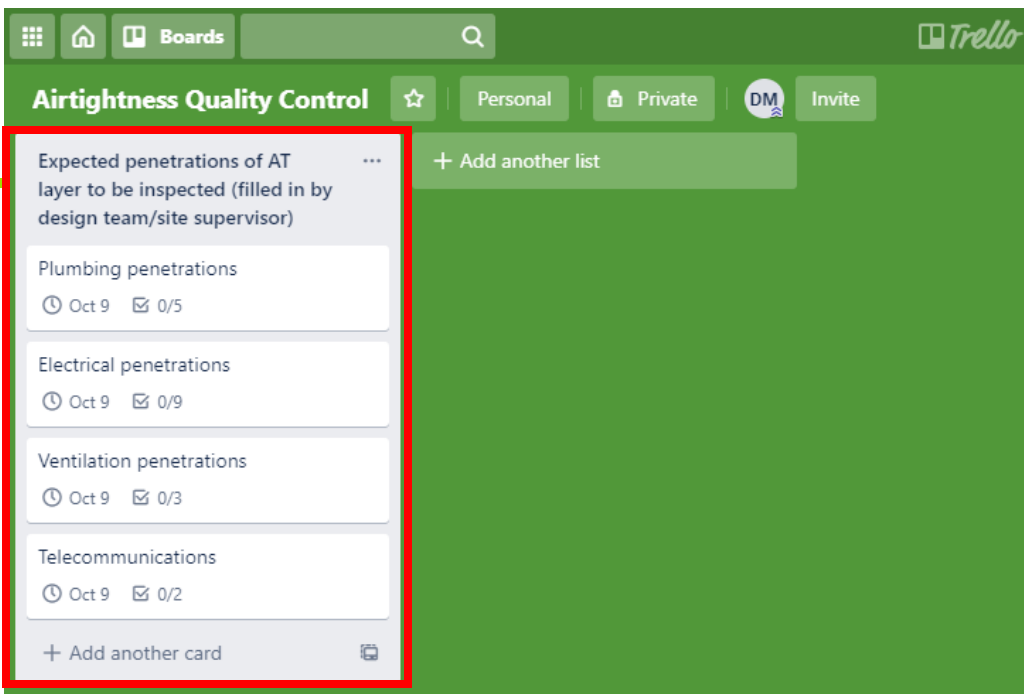 Boards
Trello
Airtightness Quality Control
Personal
Private
DM
Invite
Expected penetrations of AT
layer to be inspected (filled in by
design team/site supervisor)
+ Add another list
Plumbing penetrations
Oct 9 0/5
Electrical penetrations
Oct 9 0/9
Ventilation penetrations
Oct 9 0/3
Telecommunications
Oct 9 0/2
+ Add another card